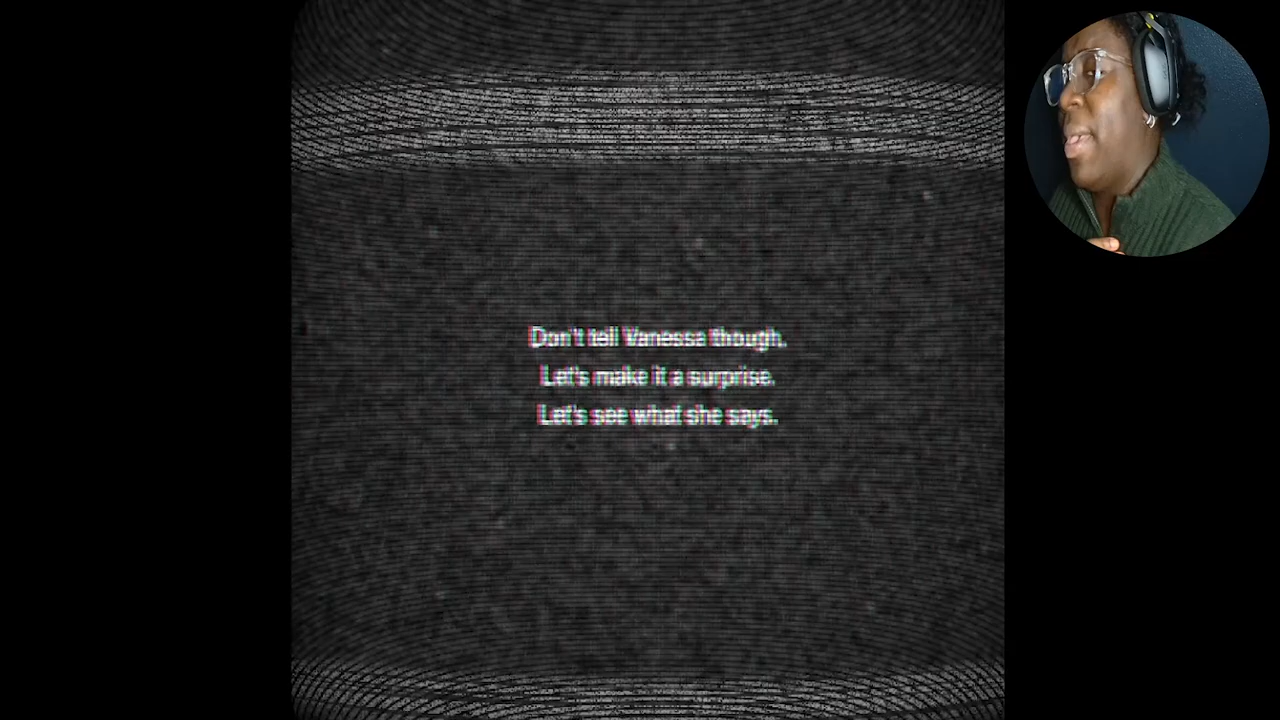 Don't tell Vanessa though.
Let's make it a surprise.
Let's see what she says.